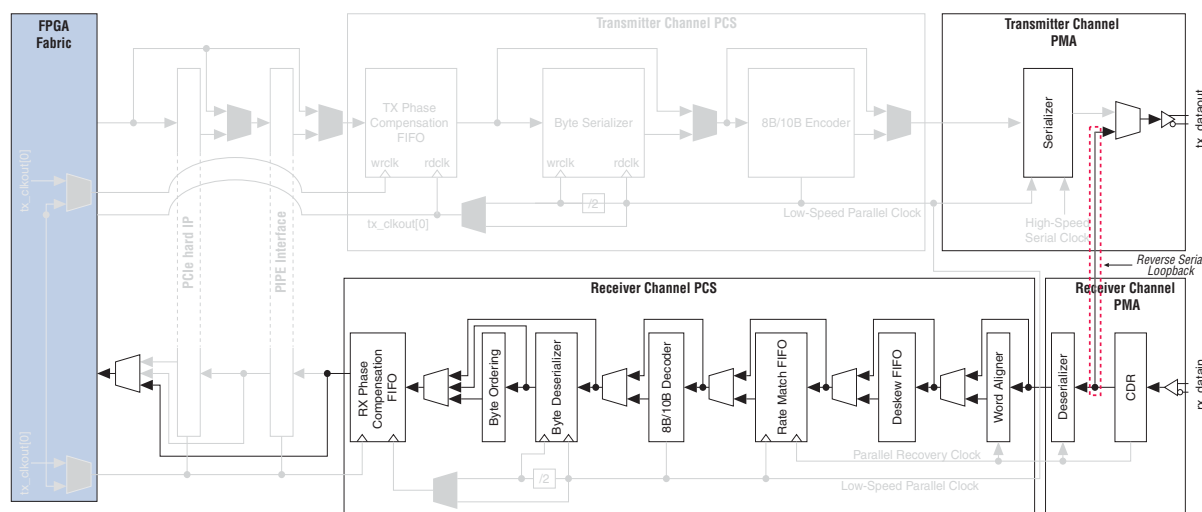 FPGA
Fabric
Transmitter Channel PCS
Transmitter Channel
PMA
TX Phase
Compensation
FIFO
wrclk
rdclk
Byte Serializer
wrclk
rdclk
8B/10B Encoder
Serializer
tx_dataout
tx_clkout[0]
tx_clkout[0]
/2
Low-Speed Parallel Clock
High-Speed
Serial Clock
PCIe hard IP
PIPE Interface
Reverse Serial
Loopback
Receiver Channel PCS
Receiver Channel
PMA
RX Phase
Compensation
FIFO
Byte Ordering
Byte Deserializer
8B/10B Decoder
Rate Match FIFO
Deskew FIFO
Word Aligner
Deserializer
CDR
rx_datain
tx_clkout[0]
Parallel Recovery Clock
/2
Low-Speed Parallel Clock